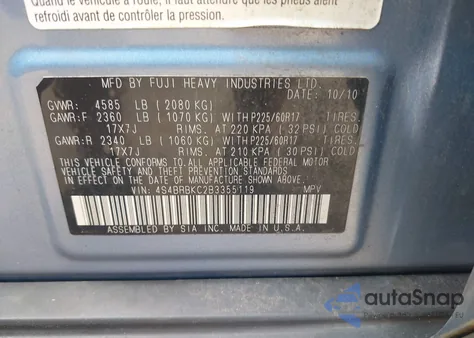 Quand le véhicule a roulé, il faut attendre que les pneus aient
refroidi avant de contrôler la pression.
MFD BY FUJI HEAVY INDUSTRIES LTD.
DATE: 10/10
GVWR: 4585 LB (2080 KG)
GAWR:F 2360 LB (1070 KG) WITH P225/60R17 TIRES,
17X7J RIMS. AT 220 KPA (32 PSI) COLD
GAWR:R 2340 LB (1060 KG) WITH P225/60R17 TIRES,
17X7J RIMS. AT 210 KPA (30 PSI) COLD
THIS VEHICLE CONFORMS TO ALL APPLICABLE FEDERAL MOTOR
VEHICLE SAFETY STANDARDS IN EFFECT ON THE DATE OF
MANUFACTURE SHOWN ABOVE.
VIN: 4S4BRBKC2B3355119 MPV
ASSEMBLED BY SIA INC. MADE IN U.S.A.
autoSnap